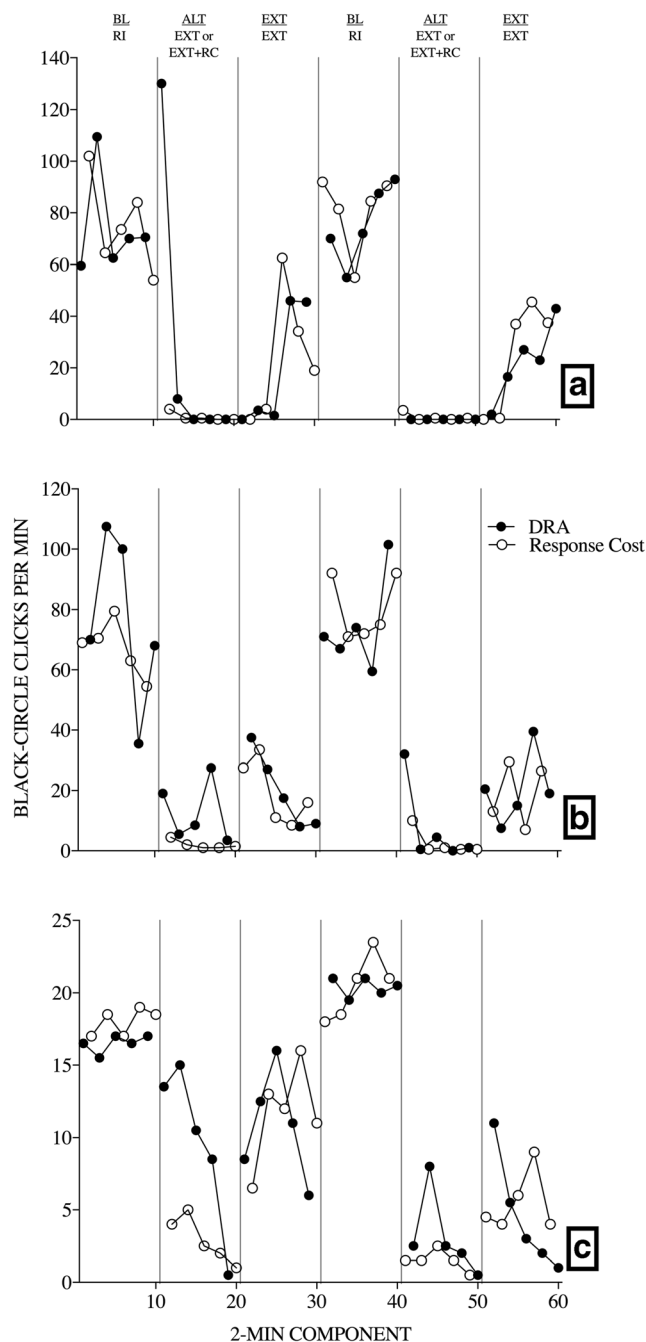 BL ALT EXT BL ALT EXT
RI EXT or EXT RI EXT or EXT
EXT+RC EXT+RC
140
120
100
80
60
40
20
0
a
120
100
80
60
40
20
0
DRA
Response Cost
b
BLACK-CIRCLE CLICKS PER MIN
25
20
15
10
5
0
c
10 20 30 40 50 60
2-MIN COMPONENT